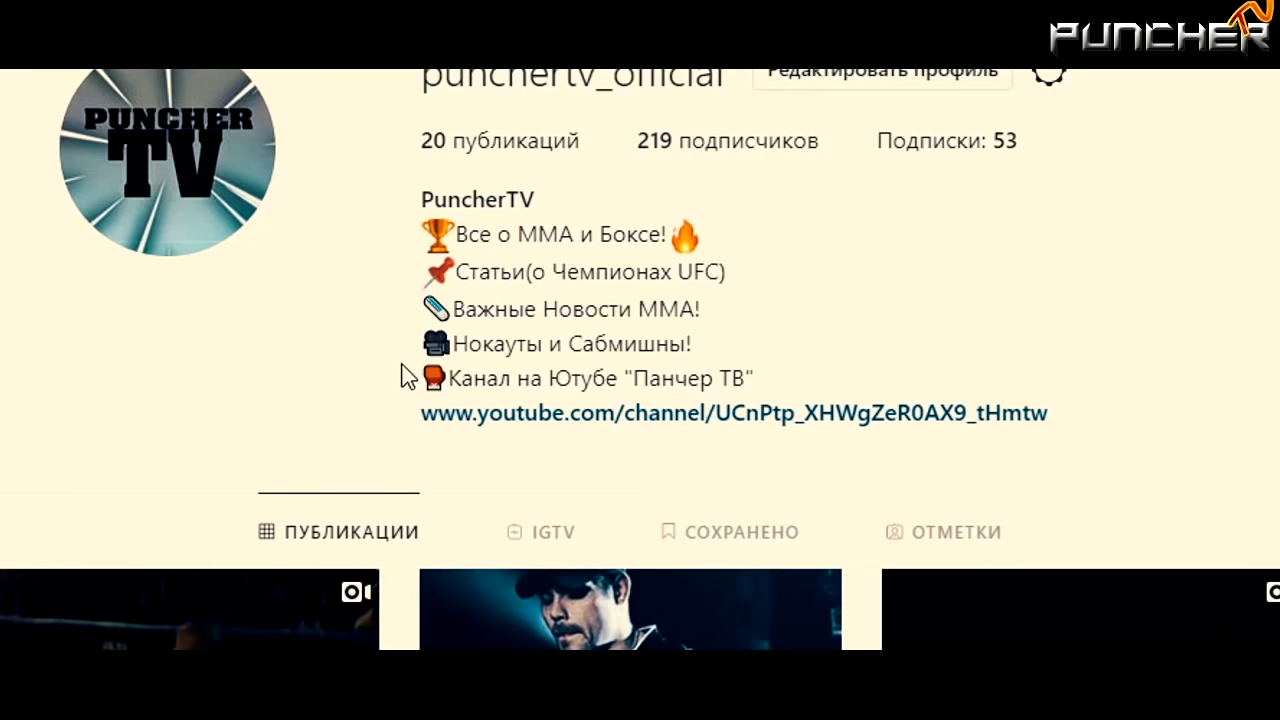 PUNCHER TV
punchertv_official Редактировать профиль
PUNCHER
TV
20 публикаций 219 подписчиков Подписки: 53
PuncherTV
🏆Все о ММА и Боксе!🔥
📌Статьи(о Чемпионах UFC)
📎Важные Новости ММА!
🎥Нокауты и Сабмишны!
🥊Канал на Ютубе "Панчер ТВ"
www.youtube.com/channel/UCnPtp_XHWgZeR0AX9_tHmtw
ПУБЛИКАЦИИ IGTV СОХРАНЕНО ОТМЕТКИ